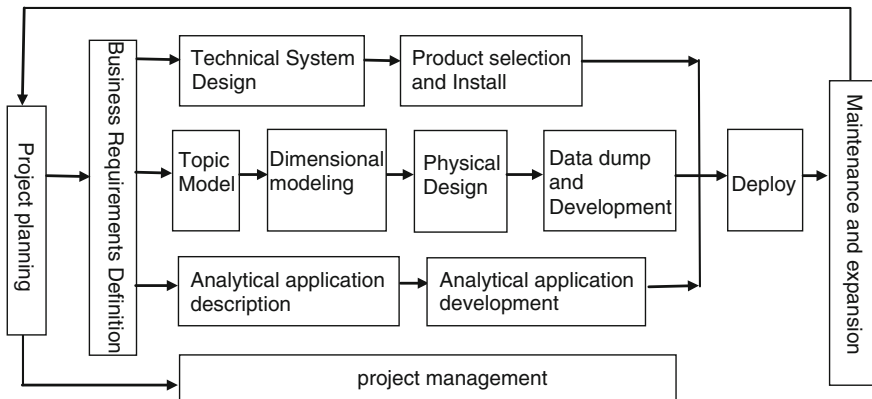 Project planning
Business Requirements Definition
Technical System
Design
Product selection
and Install
Topic
Model
Dimensional
modeling
Physical
Design
Data dump
and
Development
Deploy
Maintenance and expansion
Analytical application
description
Analytical application
development
project management